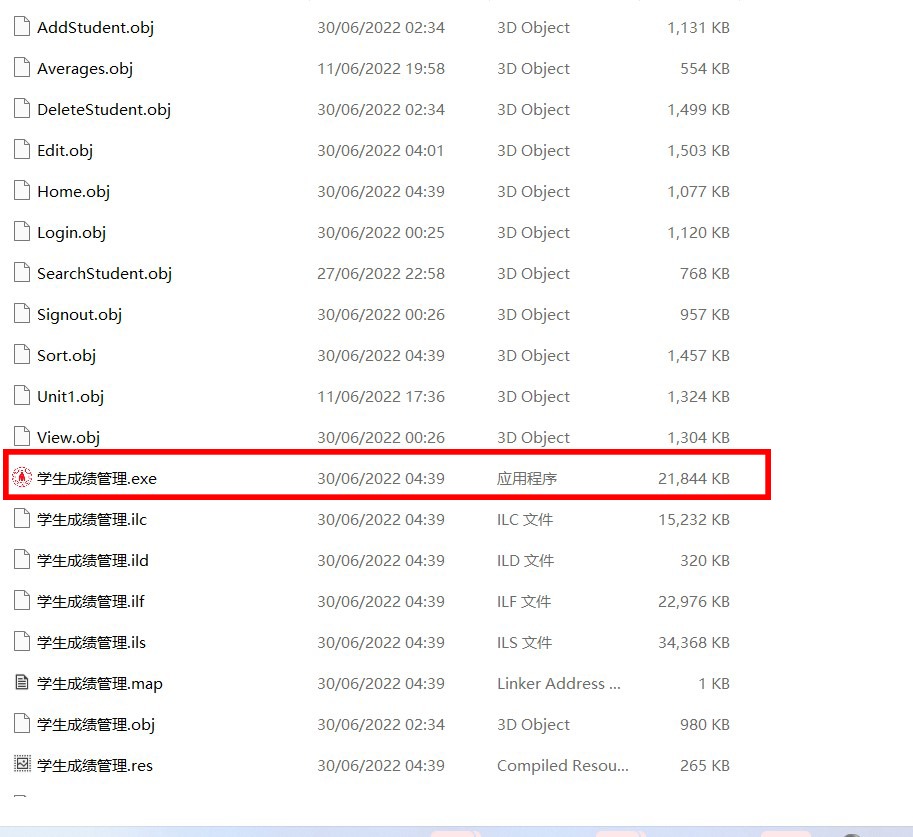 AddStudent.obj 30/06/2022 02:34 3D Object 1,131 KB
Averages.obj 11/06/2022 19:58 3D Object 554 KB
DeleteStudent.obj 30/06/2022 02:34 3D Object 1,499 KB
Edit.obj 30/06/2022 04:01 3D Object 1,503 KB
Home.obj 30/06/2022 04:39 3D Object 1,077 KB
Login.obj 30/06/2022 00:25 3D Object 1,120 KB
SearchStudent.obj 27/06/2022 22:58 3D Object 768 KB
Signout.obj 30/06/2022 00:26 3D Object 957 KB
Sort.obj 30/06/2022 04:39 3D Object 1,457 KB
Unit1.obj 11/06/2022 17:36 3D Object 1,324 KB
View.obj 30/06/2022 00:26 3D Object 1,304 KB
学生成绩管理.exe 30/06/2022 04:39 应用程序 21,844 KB
学生成绩管理.ilc 30/06/2022 04:39 ILC 文件 15,232 KB
学生成绩管理.ild 30/06/2022 04:39 ILD 文件 320 KB
学生成绩管理.ilf 30/06/2022 04:39 ILF 文件 22,976 KB
学生成绩管理.ils 30/06/2022 04:39 ILS 文件 34,368 KB
学生成绩管理.map 30/06/2022 04:39 Linker Address ... 1 KB
学生成绩管理.obj 30/06/2022 02:34 3D Object 980 KB
学生成绩管理.res 30/06/2022 04:39 Compiled Resou... 265 KB